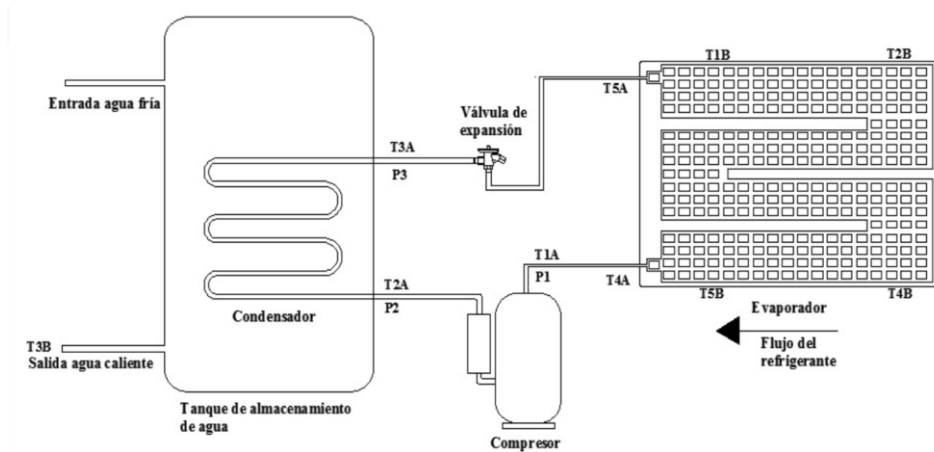 T1B
T2B
T5A
Entrada agua fría
Válvula de
expansión
T3A
P3
T1A
P1
T4A
T2A
P2
Condensador
T5B
T4B
Evaporador
Flujo del
refrigerante
T3B
Salida agua caliente
Tanque de almacenamiento
de agua
Compresor